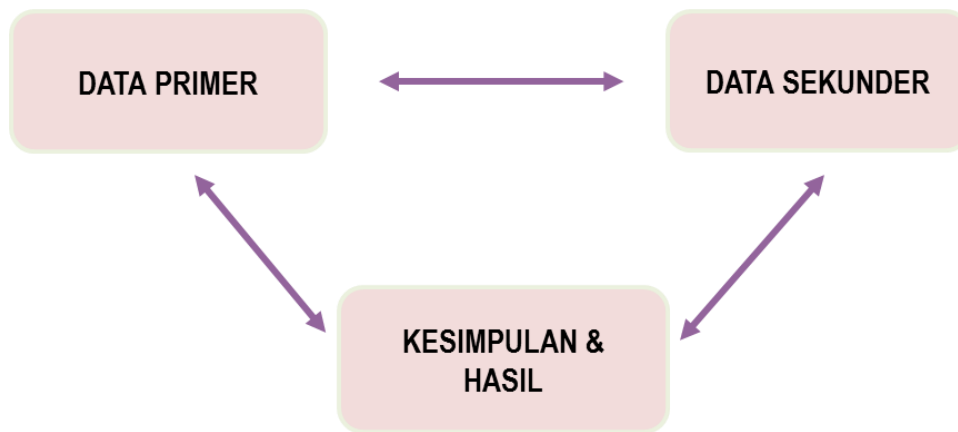 DATA PRIMER
DATA SEKUNDER
KESIMPULAN &
HASIL